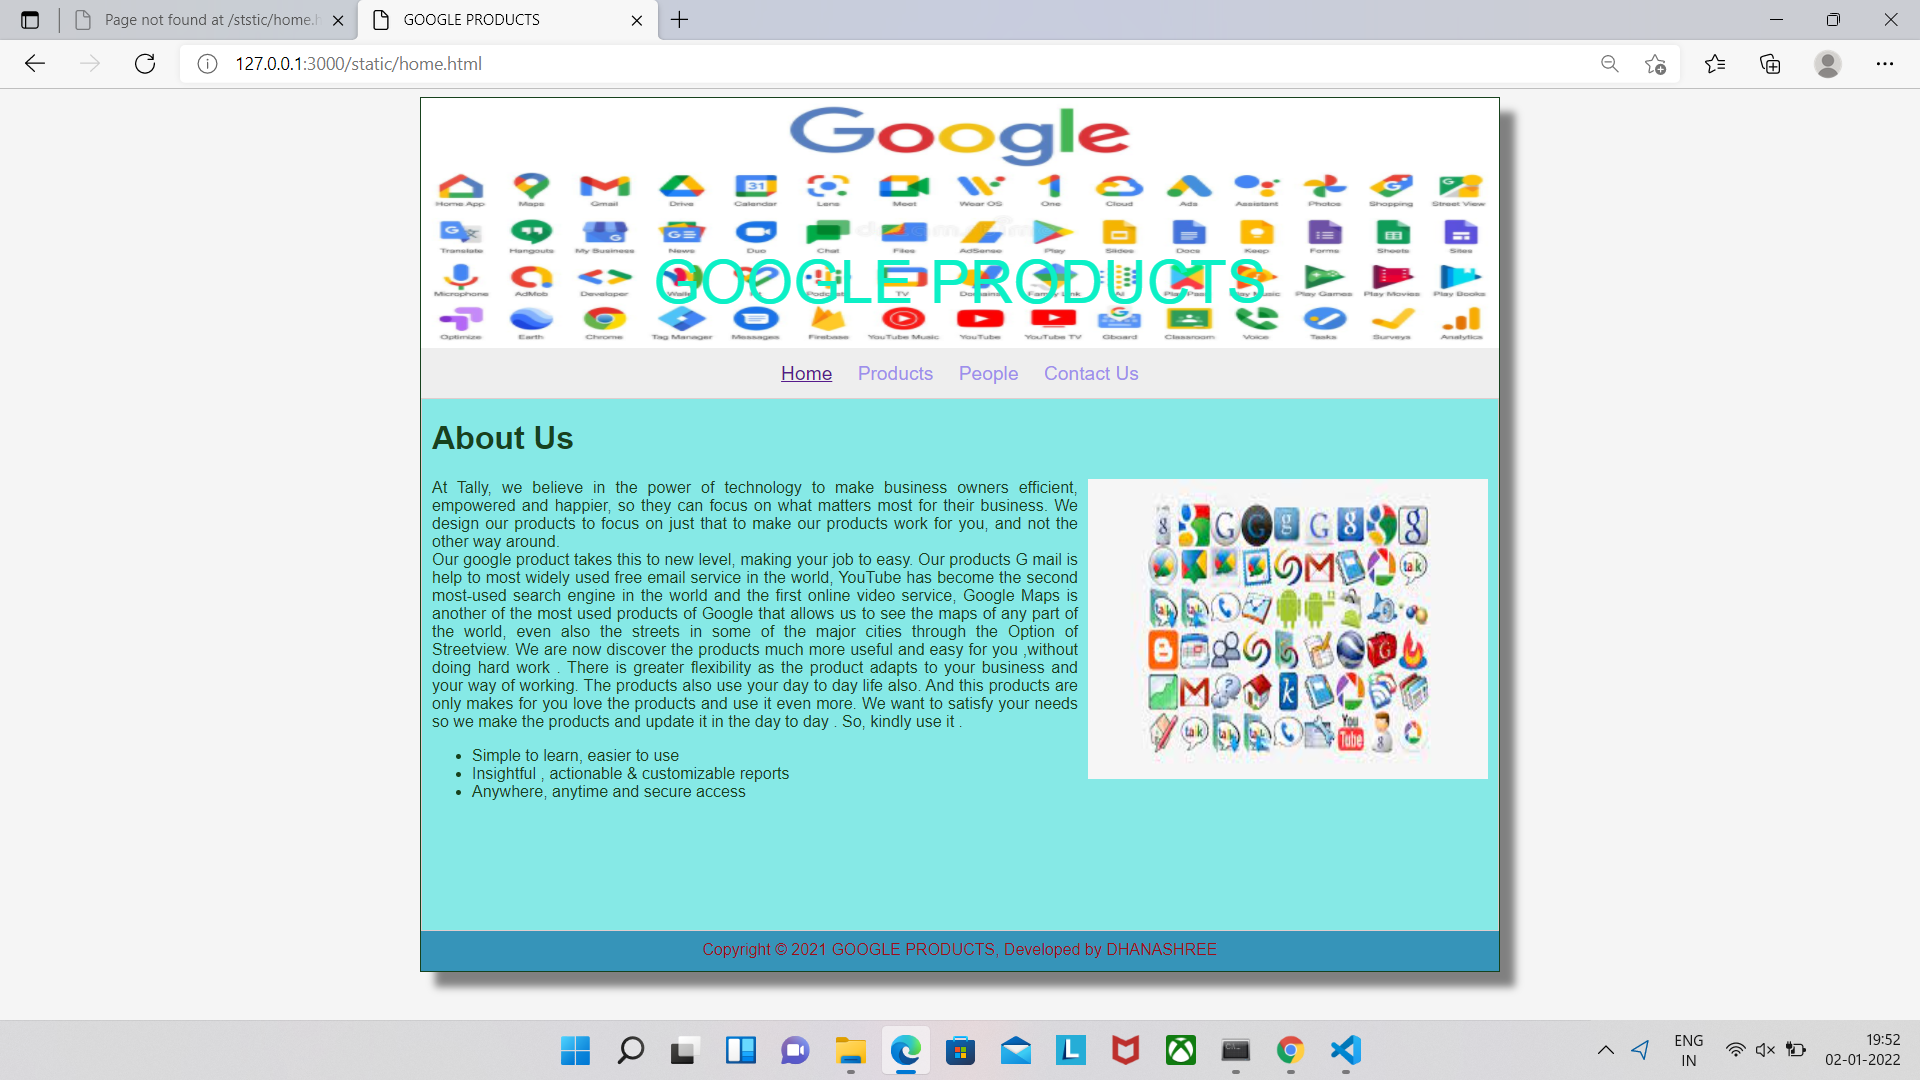 Page not found at /ststic/home.h
GOOGLE PRODUCTS
127.0.0.1:3000/static/home.html
Google
Home App Maps Gmail Drive Calendar Lens Meet Wear OS One Cloud Ads Assistant Photos Shopping Street View
31
Translate Hangouts My Business News Duo Chat Files AdSense Play Slides Docs Keep Forms Sheets Sites
GOOGLE PRODUCTS
Microphone AdMob Developer TV Family Link AI Play Games Play Movies Play Books
Optimize Earth Chrome Tag Manager Messages Firebase YouTube Music YouTube YouTube TV Gboard Classroom Voice Tasks Surveys Analytics
Home Products People Contact Us
About Us
At Tally, we believe in the power of technology to make business owners efficient,
empowered and happier, so they can focus on what matters most for their business. We
design our products to focus on just that to make our products work for you, and not the
other way around.
Our google product takes this to new level, making your job to easy. Our products G mail is
help to most widely used free email service in the world, YouTube has become the second
most-used search engine in the world and the first online video service, Google Maps is
another of the most used products of Google that allows us to see the maps of any part of
the world, even also the streets in some of the major cities through the Option of
Streetview. We are now discover the products much more useful and easy for you ,without
doing hard work . There is greater flexibility as the product adapts to your business and
your way of working. The products also use your day to day life also. And this products are
only makes for you love the products and use it even more. We want to satisfy your needs
so we make the products and update it in the day to day . So, kindly use it .
talk
talk
You
Tube
Simple to learn, easier to use
Insightful , actionable & customizable reports
Anywhere, anytime and secure access
Copyright © 2021 GOOGLE PRODUCTS, Developed by DHANASHREE
ENG
IN
19:52
02-01-2022